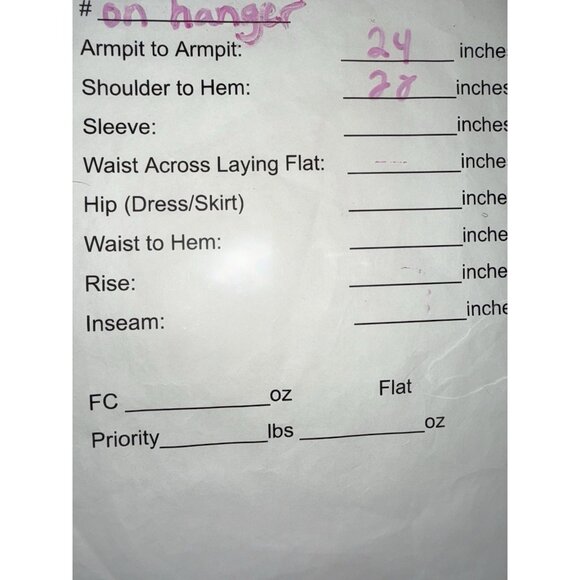 # on hanger
Armpit to Armpit: 24 inche
Shoulder to Hem: 28 inches
Sleeve: inches
Waist Across Laying Flat: inche
Hip (Dress/Skirt) inche
Waist to Hem: inche
Rise: inche
Inseam: inche
FC oz Flat
Priority lbs oz